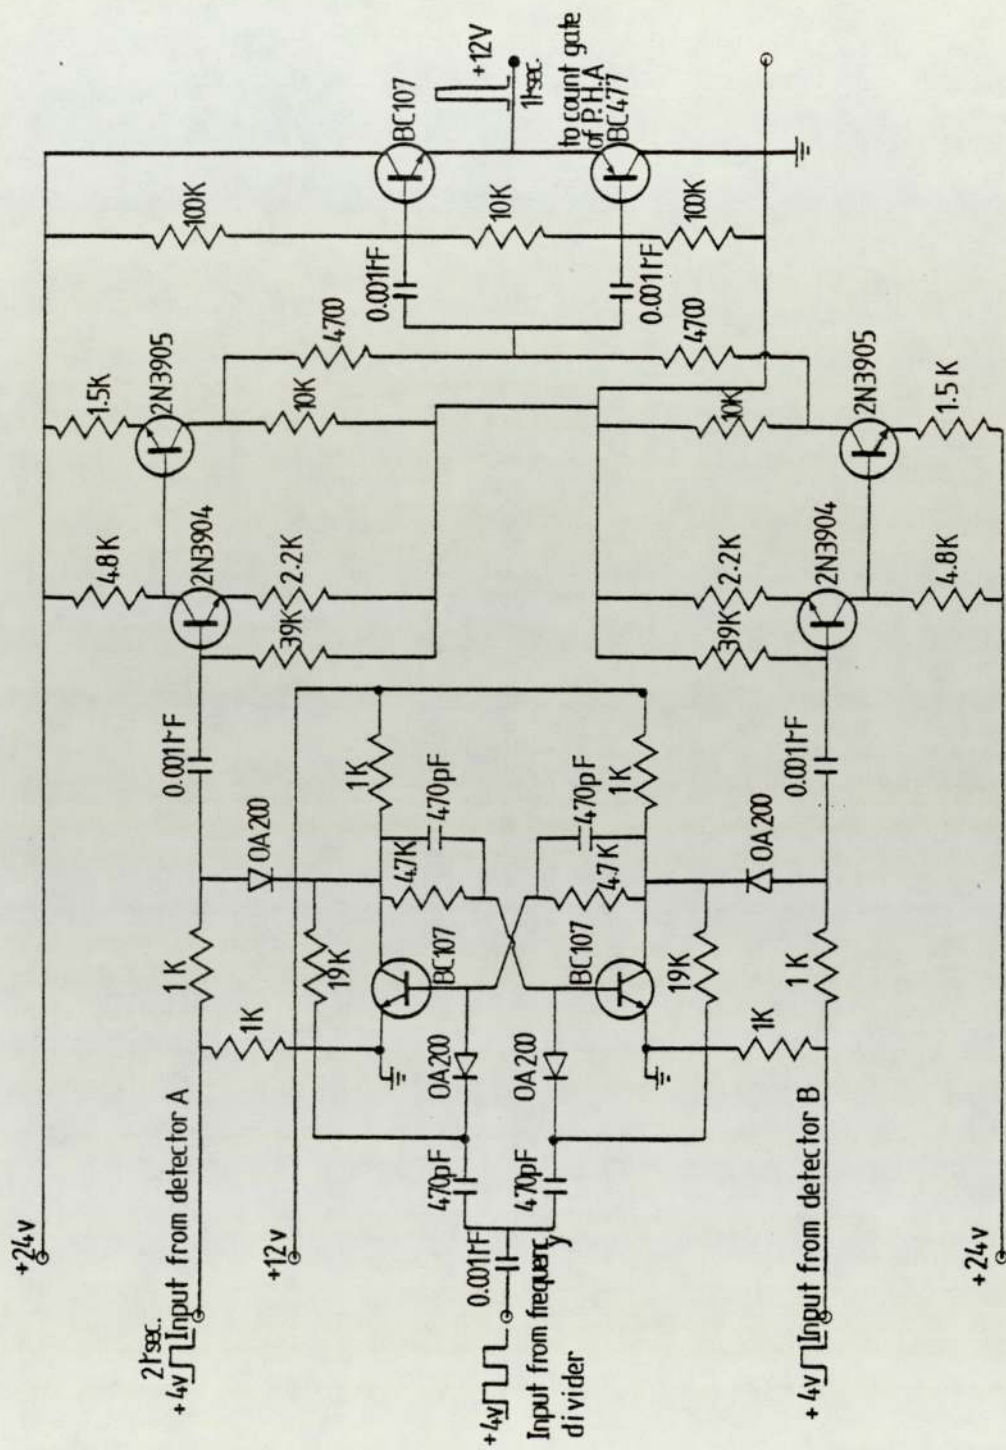 +24v
2μsec.
+4v
Input from detector A
+12v
1K
1K
19K
0.001μF
OA200
4.8K
2N3904
39K
2.2K
1.5K
2N3905
10K
4700
100K
0.001μF
BC107
+12V
1μsec.
to count gate
of P.H.A
BC477
10K
0.001μF
100K
4700
1K
470pF
4.7K
BC107
OA200
470pF
0.001μF
+4v
Input from frequency
divider
470pF
OA200
BC107
4.7K
470pF
1K
19K
OA200
1K
1K
+4v
Input from detector B
0.001μF
39K
2.2K
2N3904
4.8K
10K
2N3905
1.5K
+24v